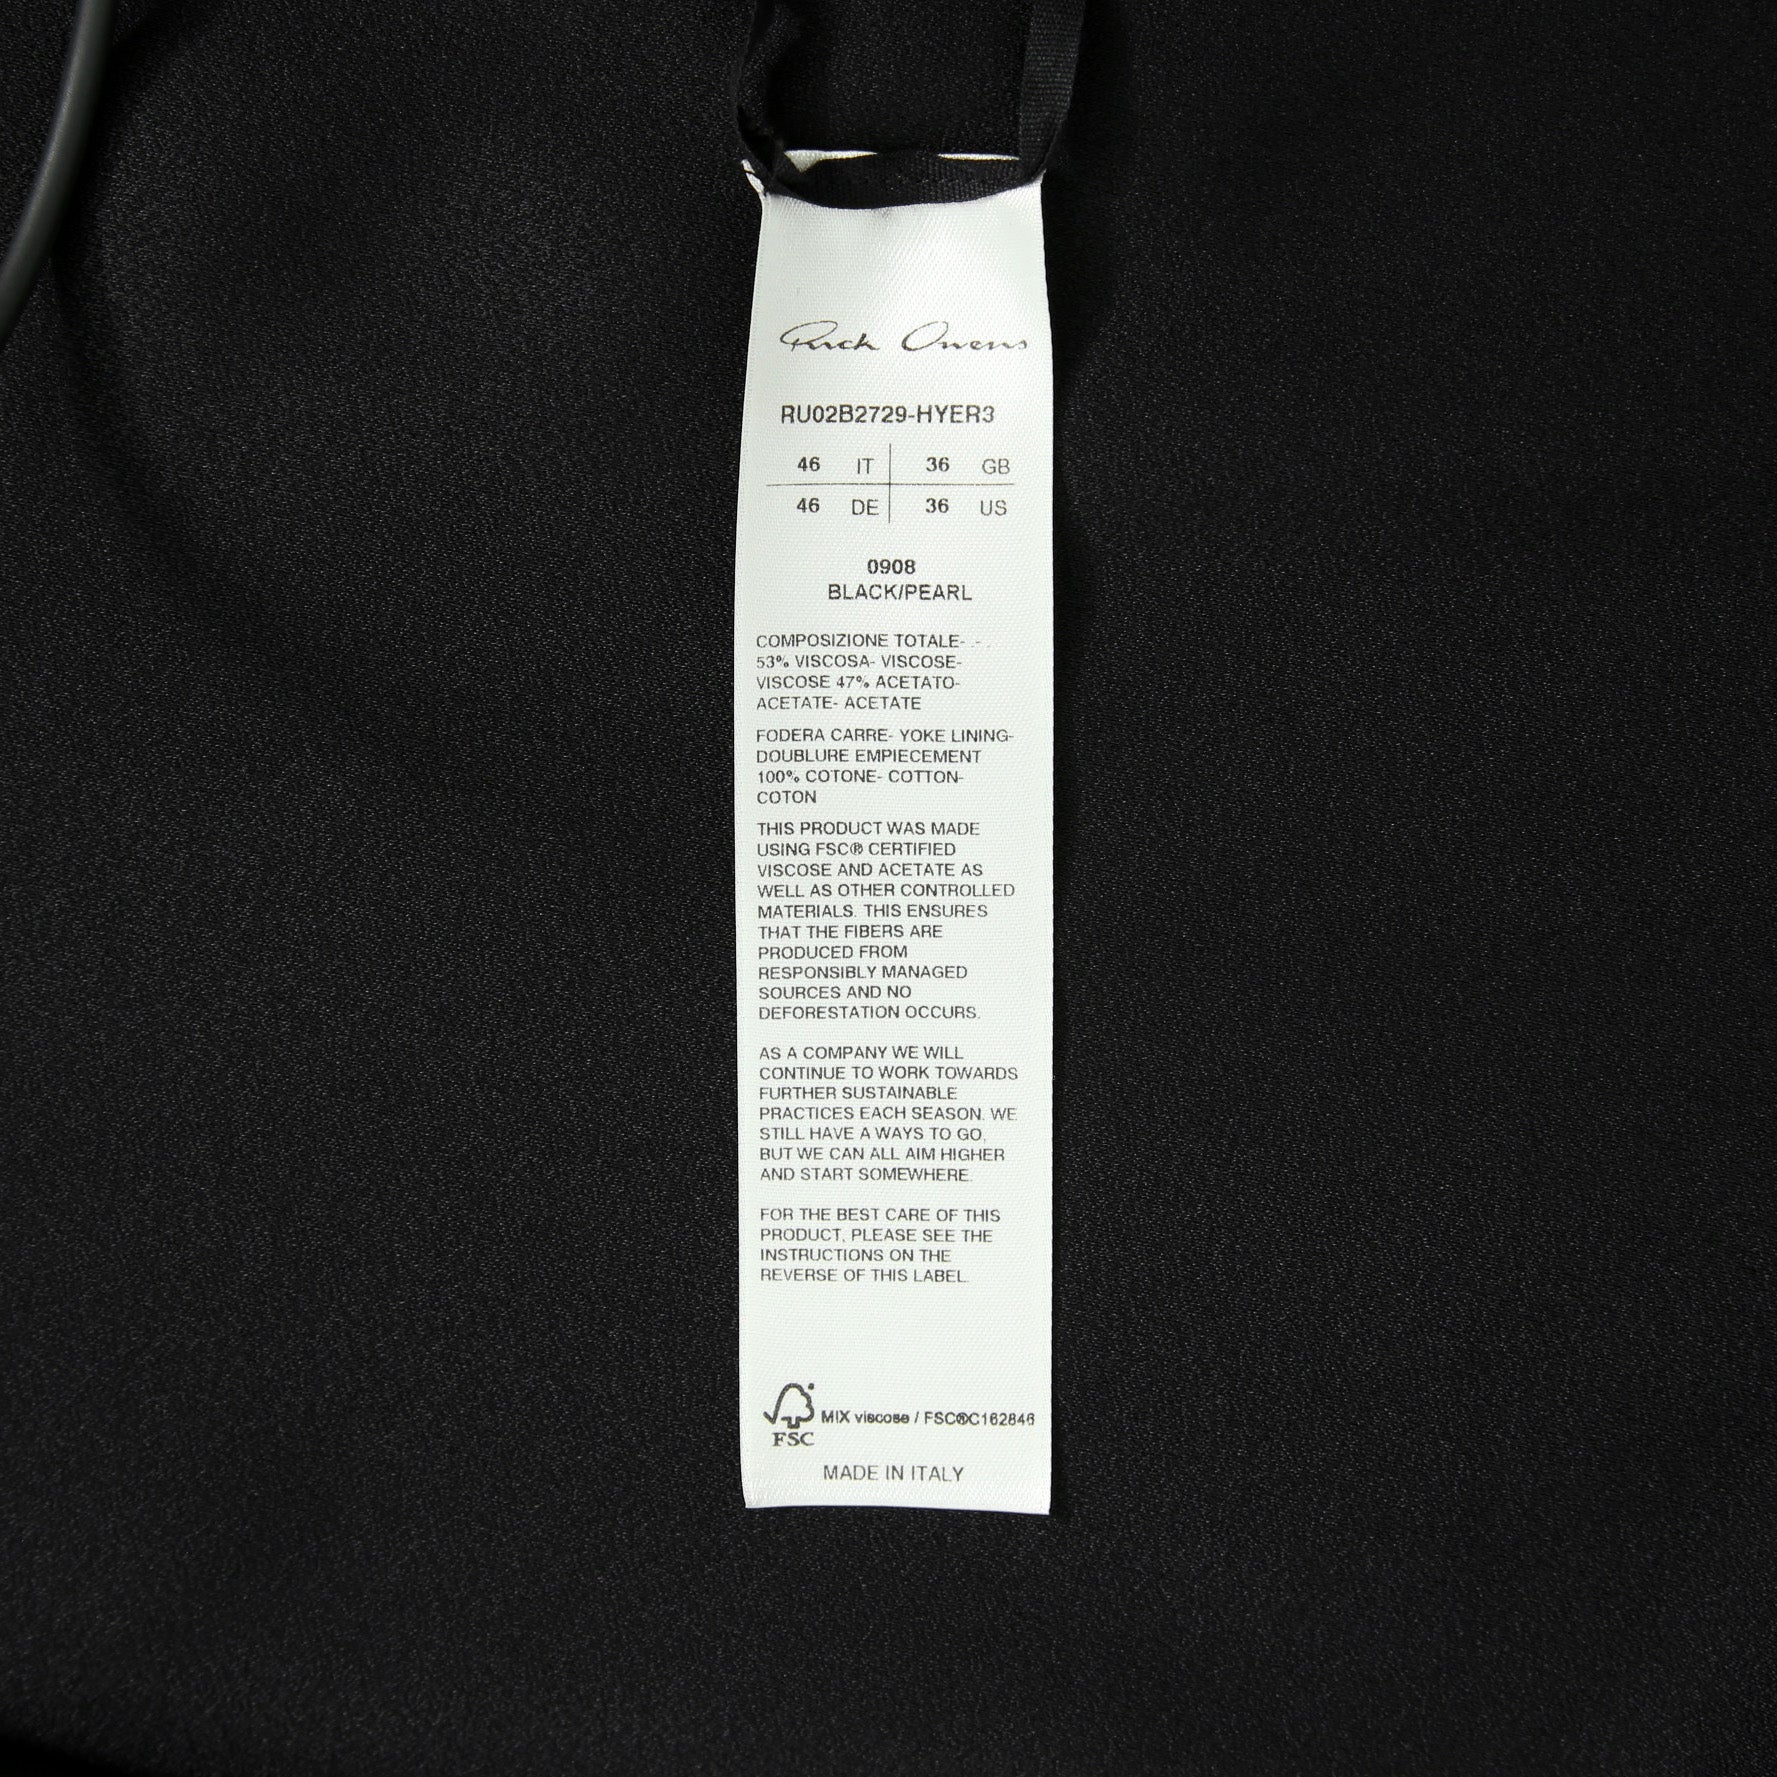 Rick Owens
RU02B2729-HYER3
46 IT 36 GB
46 DE 36 US
0908
BLACK/PEARL
COMPOSIZIONE TOTALE- -
53% VISCOSA- VISCOSE-
VISCOSE 47% ACETATO-
ACETATE- ACETATE
FODERA CARRE- YOKE LINING-
DOUBLURE EMPIECEMENT
100% COTONE- COTTON-
COTON
THIS PRODUCT WAS MADE
USING FSC® CERTIFIED
VISCOSE AND ACETATE AS
WELL AS OTHER CONTROLLED
MATERIALS. THIS ENSURES
THAT THE FIBERS ARE
PRODUCED FROM
RESPONSIBLY MANAGED
SOURCES AND NO
DEFORESTATION OCCURS.
AS A COMPANY WE WILL
CONTINUE TO WORK TOWARDS
FURTHER SUSTAINABLE
PRACTICES EACH SEASON. WE
STILL HAVE A WAYS TO GO,
BUT WE CAN ALL AIM HIGHER
AND START SOMEWHERE.
FOR THE BEST CARE OF THIS
PRODUCT, PLEASE SEE THE
INSTRUCTIONS ON THE
REVERSE OF THIS LABEL.
MIX viscose / FSC®C162846
FSC
MADE IN ITALY